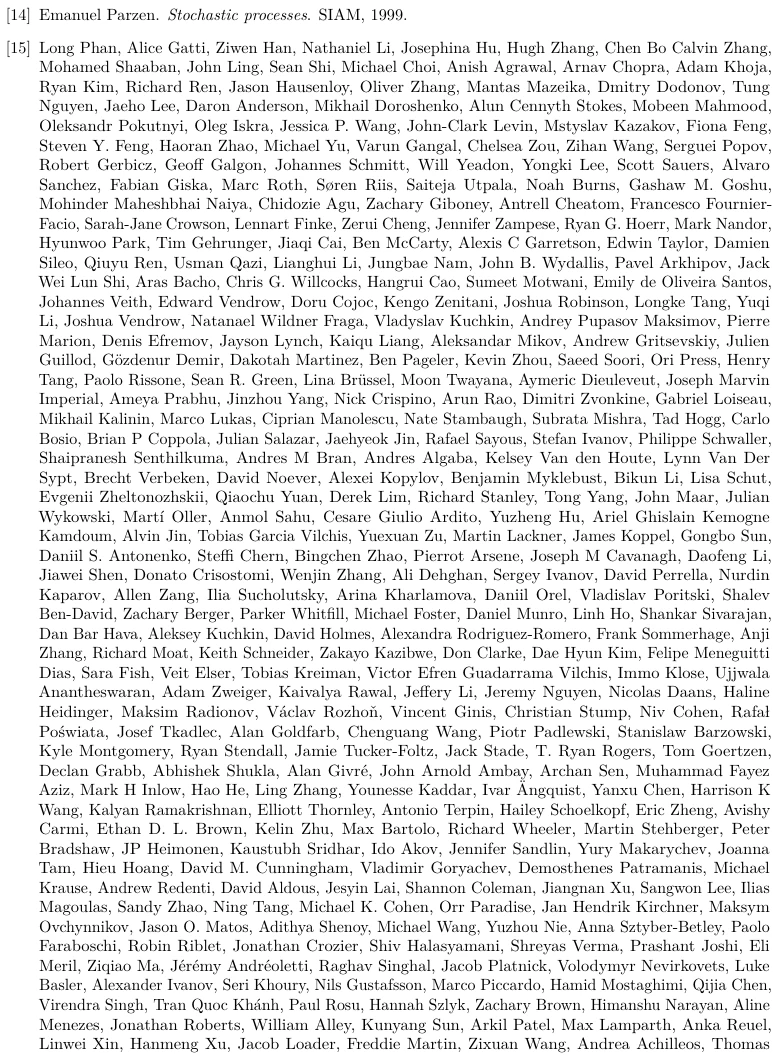 [14] Emanuel Parzen. Stochastic processes. SIAM, 1999.
[15] Long Phan, Alice Gatti, Ziwen Han, Nathaniel Li, Josephina Hu, Hugh Zhang, Chen Bo Calvin Zhang,
Mohamed Shaaban, John Ling, Sean Shi, Michael Choi, Anish Agrawal, Arnav Chopra, Adam Khoja,
Ryan Kim, Richard Ren, Jason Hausenloy, Oliver Zhang, Mantas Mazeika, Dmitry Dodonov, Tung
Nguyen, Jaeho Lee, Daron Anderson, Mikhail Doroshenko, Alun Cennyth Stokes, Mobeen Mahmood,
Oleksandr Pokutnyi, Oleg Iskra, Jessica P. Wang, John-Clark Levin, Mstyslav Kazakov, Fiona Feng,
Steven Y. Feng, Haoran Zhao, Michael Yu, Varun Gangal, Chelsea Zou, Zihan Wang, Serguei Popov,
Robert Gerbicz, Geoff Galgon, Johannes Schmitt, Will Yeadon, Yongki Lee, Scott Sauers, Alvaro
Sanchez, Fabian Giska, Marc Roth, Søren Riis, Saiteja Utpala, Noah Burns, Gashaw M. Goshu,
Mohinder Maheshbhai Naiya, Chidozie Agu, Zachary Giboney, Antrell Cheatom, Francesco Fournier-
Facio, Sarah-Jane Crowson, Lennart Finke, Zerui Cheng, Jennifer Zampese, Ryan G. Hoerr, Mark Nandor,
Hyunwoo Park, Tim Gehrunger, Jiaqi Cai, Ben McCarty, Alexis C Garretson, Edwin Taylor, Damien
Sileo, Qiuyu Ren, Usman Qazi, Lianghui Li, Jungbae Nam, John B. Wydallis, Pavel Arkhipov, Jack
Wei Lun Shi, Aras Bacho, Chris G. Willcocks, Hangrui Cao, Sumeet Motwani, Emily de Oliveira Santos,
Johannes Veith, Edward Vendrow, Doru Cojoc, Kengo Zenitani, Joshua Robinson, Longke Tang, Yuqi
Li, Joshua Vendrow, Natanael Wildner Fraga, Vladyslav Kuchkin, Andrey Pupasov Maksimov, Pierre
Marion, Denis Efremov, Jayson Lynch, Kaiqu Liang, Aleksandar Mikov, Andrew Gritsevskiy, Julien
Guillod, Gözdenur Demir, Dakotah Martinez, Ben Pageler, Kevin Zhou, Saeed Soori, Ori Press, Henry
Tang, Paolo Rissone, Sean R. Green, Lina Brüssel, Moon Twayana, Aymeric Dieuleveut, Joseph Marvin
Imperial, Ameya Prabhu, Jinzhou Yang, Nick Crispino, Arun Rao, Dimitri Zvonkine, Gabriel Loiseau,
Mikhail Kalinin, Marco Lukas, Ciprian Manolescu, Nate Stambaugh, Subrata Mishra, Tad Hogg, Carlo
Bosio, Brian P Coppola, Julian Salazar, Jaehyeok Jin, Rafael Sayous, Stefan Ivanov, Philippe Schwaller,
Shaipranesh Senthilkuma, Andres M Bran, Andres Algaba, Kelsey Van den Houte, Lynn Van Der
Sypt, Brecht Verbeken, David Noever, Alexei Kopylov, Benjamin Myklebust, Bikun Li, Lisa Schut,
Evgenii Zheltonozhskii, Qiaochu Yuan, Derek Lim, Richard Stanley, Tong Yang, John Maar, Julian
Wykowski, Martí Oller, Anmol Sahu, Cesare Giulio Ardito, Yuzheng Hu, Ariel Ghislain Kemogne
Kamdoum, Alvin Jin, Tobias Garcia Vilchis, Yuexuan Zu, Martin Lackner, James Koppel, Gongbo Sun,
Daniil S. Antonenko, Steffi Chern, Bingchen Zhao, Pierrot Arsene, Joseph M Cavanagh, Daofeng Li,
Jiawei Shen, Donato Crisostomi, Wenjin Zhang, Ali Dehghan, Sergey Ivanov, David Perrella, Nurdin
Kaparov, Allen Zang, Ilia Sucholutsky, Arina Kharlamova, Daniil Orel, Vladislav Poritski, Shalev
Ben-David, Zachary Berger, Parker Whitfill, Michael Foster, Daniel Munro, Linh Ho, Shankar Sivarajan,
Dan Bar Hava, Aleksey Kuchkin, David Holmes, Alexandra Rodriguez-Romero, Frank Sommerhage, Anji
Zhang, Richard Moat, Keith Schneider, Zakayo Kazibwe, Don Clarke, Dae Hyun Kim, Felipe Meneguitti
Dias, Sara Fish, Veit Elser, Tobias Kreiman, Victor Efren Guadarrama Vilchis, Immo Klose, Ujjwala
Anantheswaran, Adam Zweiger, Kaivalya Rawal, Jeffery Li, Jeremy Nguyen, Nicolas Daans, Haline
Heidinger, Maksim Radionov, Václav Rozhoň, Vincent Ginis, Christian Stump, Niv Cohen, Rafał
Poświata, Josef Tkadlec, Alan Goldfarb, Chenguang Wang, Piotr Padlewski, Stanislaw Barzowski,
Kyle Montgomery, Ryan Stendall, Jamie Tucker-Foltz, Jack Stade, T. Ryan Rogers, Tom Goertzen,
Declan Grabb, Abhishek Shukla, Alan Givré, John Arnold Ambay, Archan Sen, Muhammad Fayez
Aziz, Mark H Inlow, Hao He, Ling Zhang, Younesse Kaddar, Ivar Ängquist, Yanxu Chen, Harrison K
Wang, Kalyan Ramakrishnan, Elliott Thornley, Antonio Terpin, Hailey Schoelkopf, Eric Zheng, Avishy
Carmi, Ethan D. L. Brown, Kelin Zhu, Max Bartolo, Richard Wheeler, Martin Stehberger, Peter
Bradshaw, JP Heimonen, Kaustubh Sridhar, Ido Akov, Jennifer Sandlin, Yury Makarychev, Joanna
Tam, Hieu Hoang, David M. Cunningham, Vladimir Goryachev, Demosthenes Patramanis, Michael
Krause, Andrew Redenti, David Aldous, Jesyin Lai, Shannon Coleman, Jiangnan Xu, Sangwon Lee, Ilias
Magoulas, Sandy Zhao, Ning Tang, Michael K. Cohen, Orr Paradise, Jan Hendrik Kirchner, Maksym
Ovchynnikov, Jason O. Matos, Adithya Shenoy, Michael Wang, Yuzhou Nie, Anna Sztyber-Betley, Paolo
Faraboschi, Robin Riblet, Jonathan Crozier, Shiv Halasyamani, Shreyas Verma, Prashant Joshi, Eli
Meril, Ziqiao Ma, Jérémy Andréoletti, Raghav Singhal, Jacob Platnick, Volodymyr Nevirkovets, Luke
Basler, Alexander Ivanov, Seri Khoury, Nils Gustafsson, Marco Piccardo, Hamid Mostaghimi, Qijia Chen,
Virendra Singh, Tran Quoc Khánh, Paul Rosu, Hannah Szlyk, Zachary Brown, Himanshu Narayan, Aline
Menezes, Jonathan Roberts, William Alley, Kunyang Sun, Arkil Patel, Max Lamparth, Anka Reuel,
Linwei Xin, Hanmeng Xu, Jacob Loader, Freddie Martin, Zixuan Wang, Andrea Achilleos, Thomas